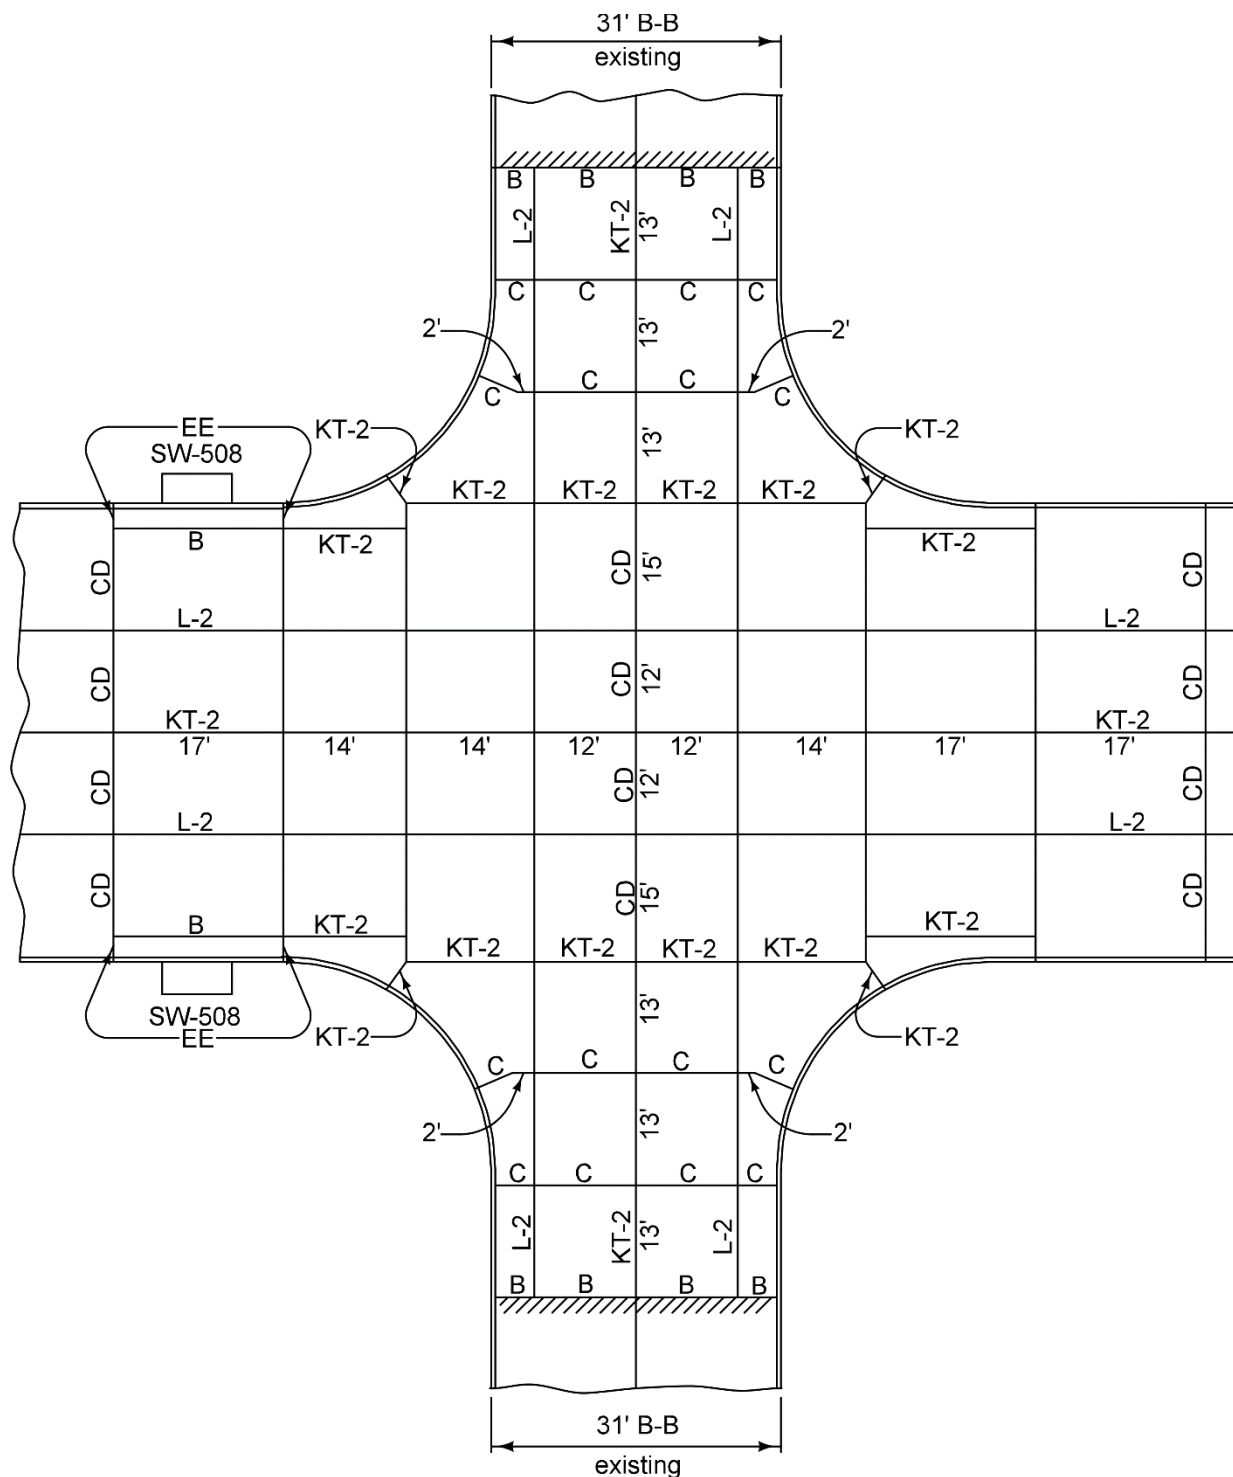 31' B-B
existing
B B B B
L-2 KT-2 13' L-2
C C C C
2' 13' 2'
C C C C
EE KT-2 13' KT-2
SW-508
KT-2 KT-2 KT-2 KT-2
B KT-2 KT-2
CD CD 15' CD
L-2 L-2
CD CD 12' CD
KT-2 KT-2
17' 14' 14' 12' 12' 14' 17' 17'
CD CD 12' CD
L-2 L-2
CD CD 15' CD
B KT-2 KT-2
KT-2 KT-2 KT-2 KT-2
SW-508 13'
EE KT-2 KT-2
C C C C
2' 13' 2'
C C C C
L-2 KT-2 13' L-2
B B B B
31' B-B
existing